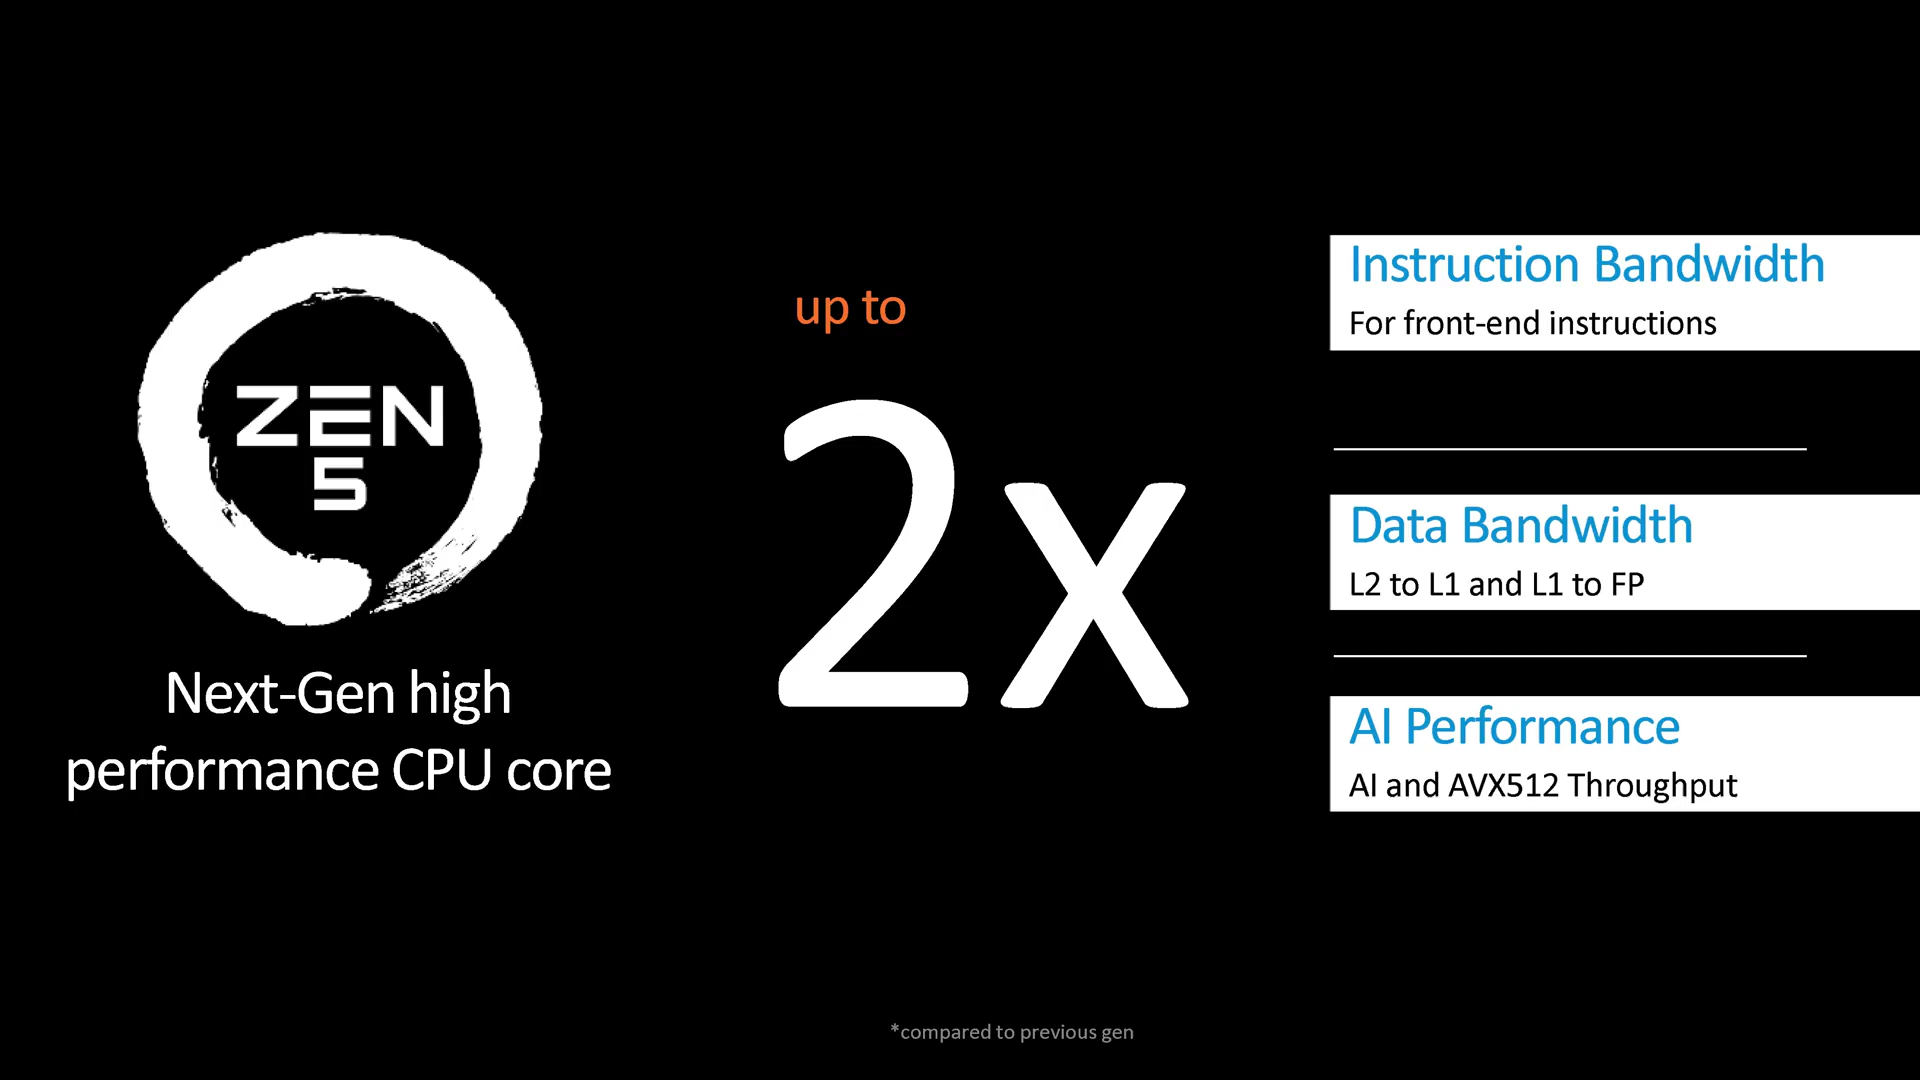 ZEN
5
Next-Gen high
performance CPU core
up to
2x
Instruction Bandwidth
For front-end instructions
Data Bandwidth
L2 to L1 and L1 to FP
AI Performance
AI and AVX512 Throughput
*compared to previous gen